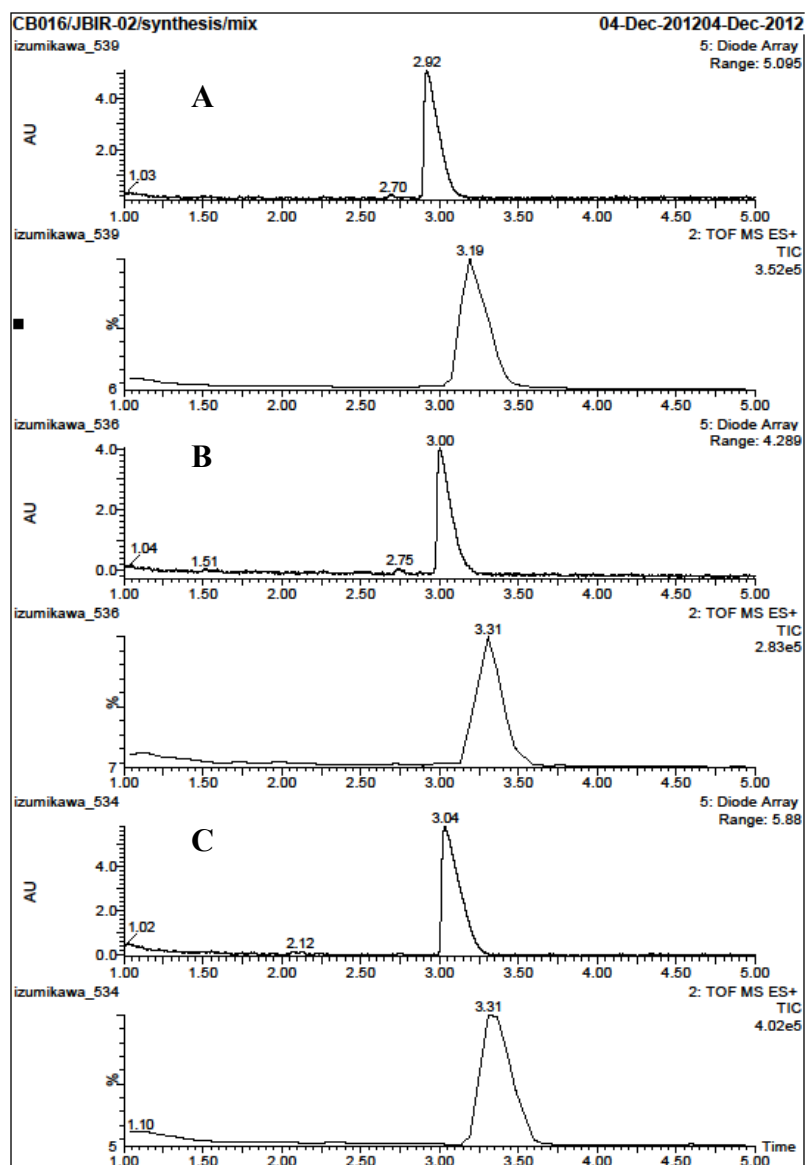 CB016/JBIR-02/synthesis/mix 04-Dec-201204-Dec-2012
izumikawa_539 5: Diode Array
Range: 5.095
A
2.92
4.0
AU
2.0
1.03 2.70
1.00 1.50 2.00 2.50 3.00 3.50 4.00 4.50 5.00
izumikawa_539 2: TOF MS ES+
3.19 TIC
3.52e5
%
6
1.00 1.50 2.00 2.50 3.00 3.50 4.00 4.50 5.00
izumikawa_536 5: Diode Array
Range: 4.289
4.0 B 3.00
AU
2.0
1.04 1.51 2.75
0.0
1.00 1.50 2.00 2.50 3.00 3.50 4.00 4.50 5.00
izumikawa_536 2: TOF MS ES+
3.31 TIC
2.83e5
%
7
1.00 1.50 2.00 2.50 3.00 3.50 4.00 4.50 5.00
izumikawa_534 5: Diode Array
3.04 Range: 5.88
C
4.0
AU
2.0
1.02 2.12
0.0
1.00 1.50 2.00 2.50 3.00 3.50 4.00 4.50 5.00
izumikawa_534 2: TOF MS ES+
3.31 TIC
4.02e5
%
1.10
5 Time
1.00 1.50 2.00 2.50 3.00 3.50 4.00 4.50 5.00